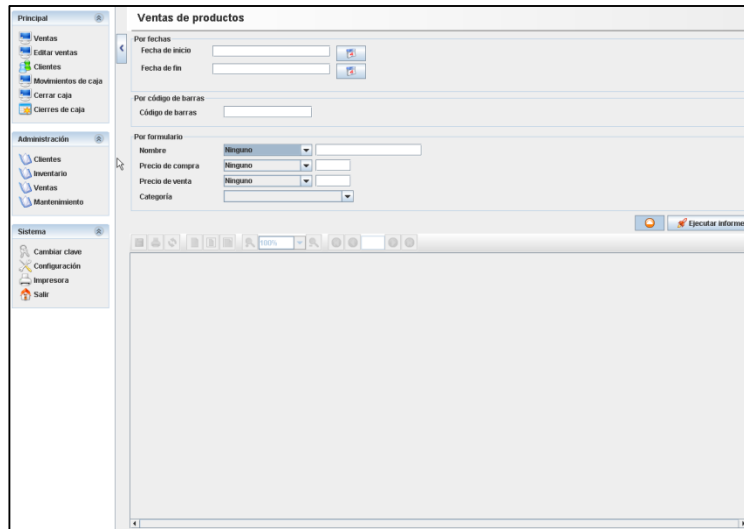 Principal
Ventas
Editar ventas
Clientes
Movimientos de caja
Cerrar caja
Cierres de caja
Administración
Clientes
Inventario
Ventas
Mantenimiento
Sistema
Cambiar clave
Configuración
Impresora
Salir
Ventas de productos
Por fechas
Fecha de inicio
Fecha de fin
Por código de barras
Código de barras
Por formulario
Nombre Ninguno
Precio de compra Ninguno
Precio de venta Ninguno
Categoría
Ejecutar informe
100%